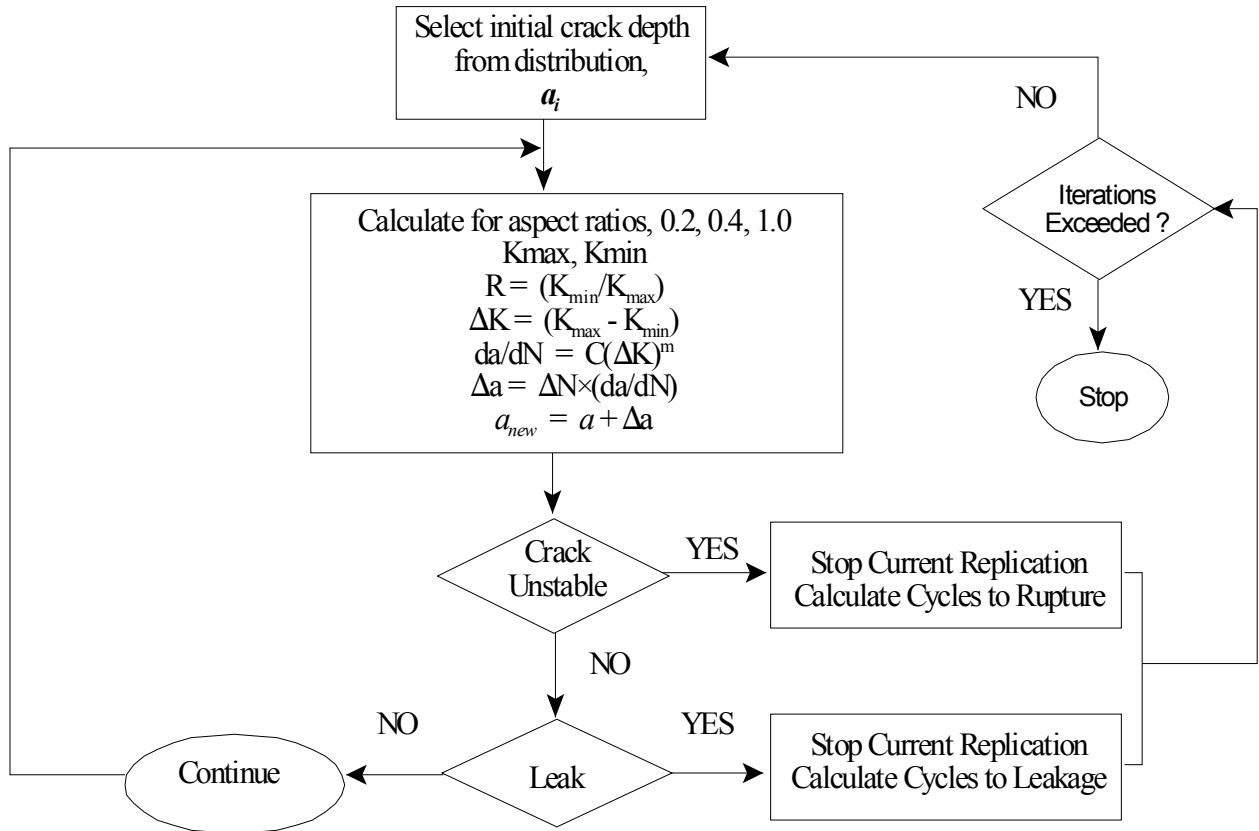 Select initial crack depth
from distribution,
a_i
NO
Iterations
Exceeded ?
YES
Stop
Calculate for aspect ratios, 0.2, 0.4, 1.0
Kmax, Kmin
R = (K_min/K_max)
ΔK = (K_max - K_min)
da/dN = C(ΔK)^m
Δa = ΔN×(da/dN)
a_new = a + Δa
Crack
Unstable
YES
Stop Current Replication
Calculate Cycles to Rupture
NO
Leak
YES
Stop Current Replication
Calculate Cycles to Leakage
NO
Continue